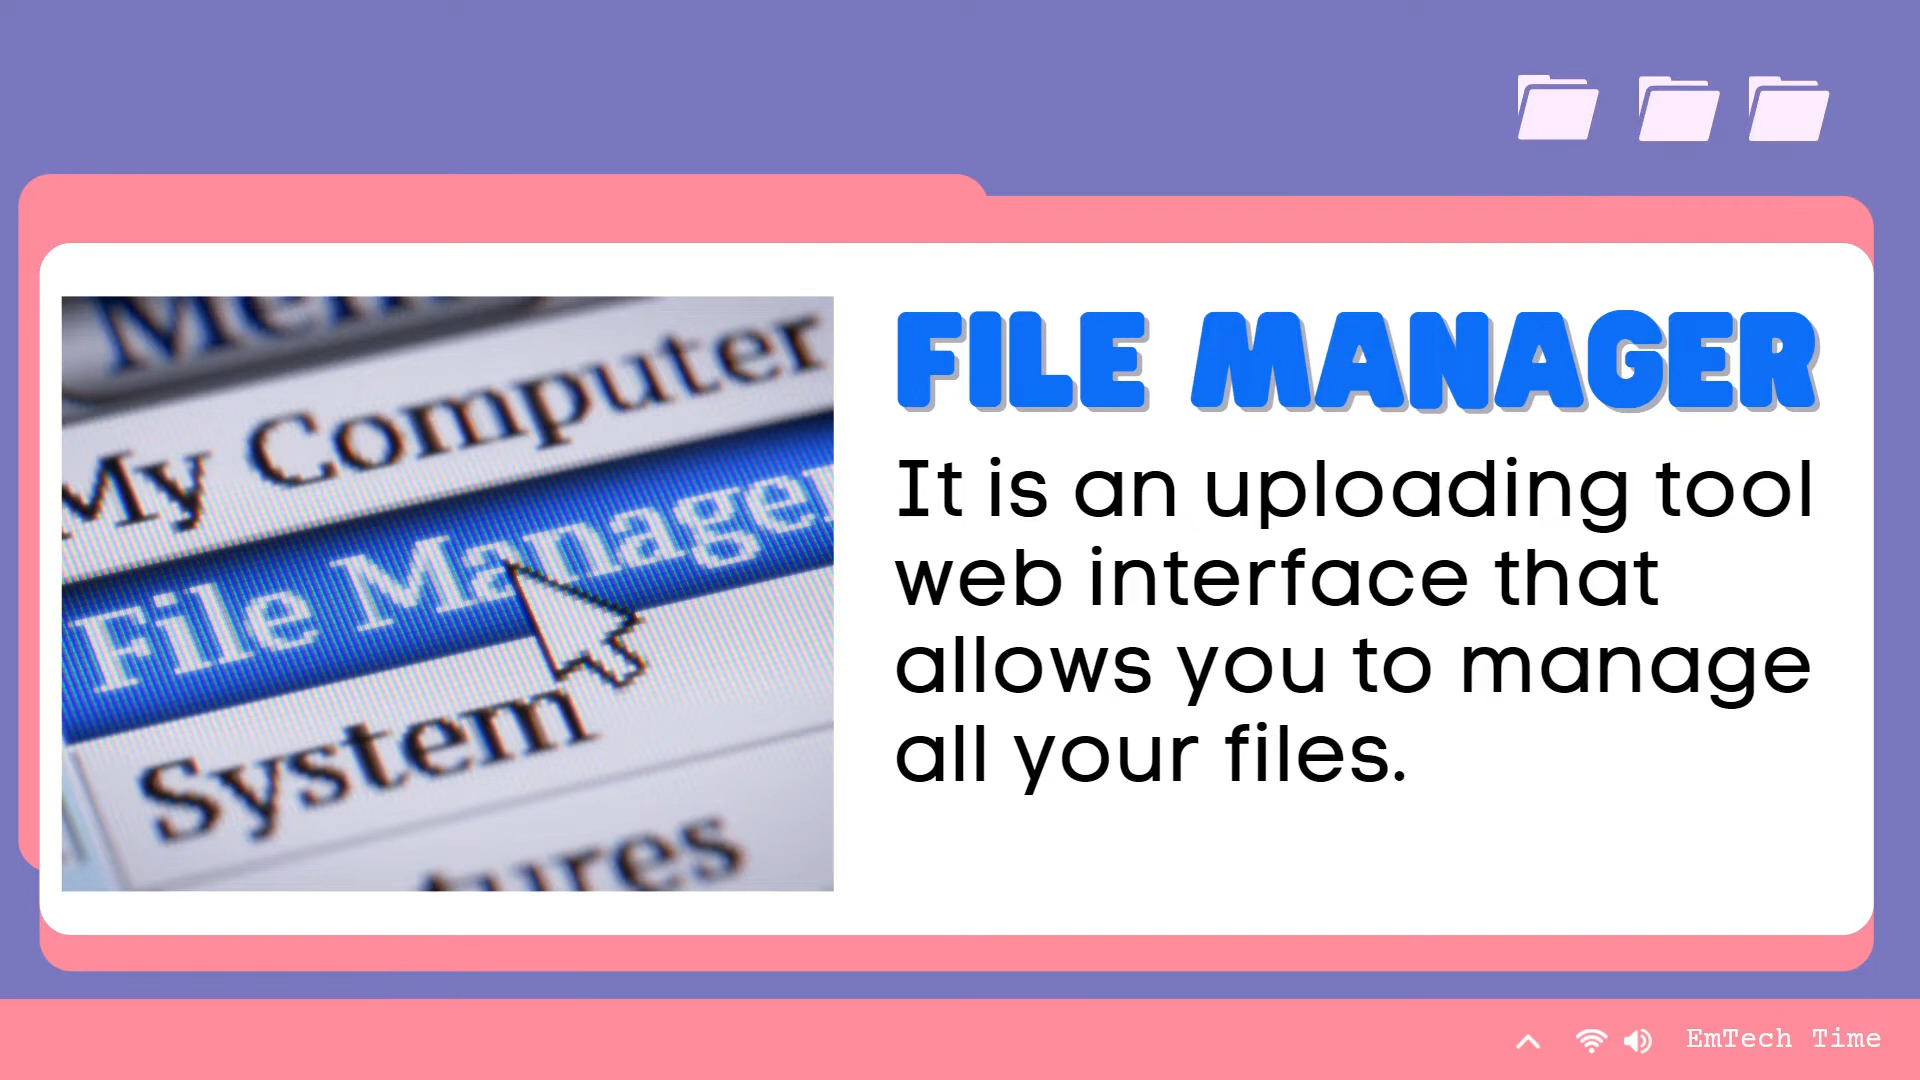 My Computer
File Manager
System
FILE MANAGER
It is an uploading tool
web interface that
allows you to manage
all your files.
EmTech Time